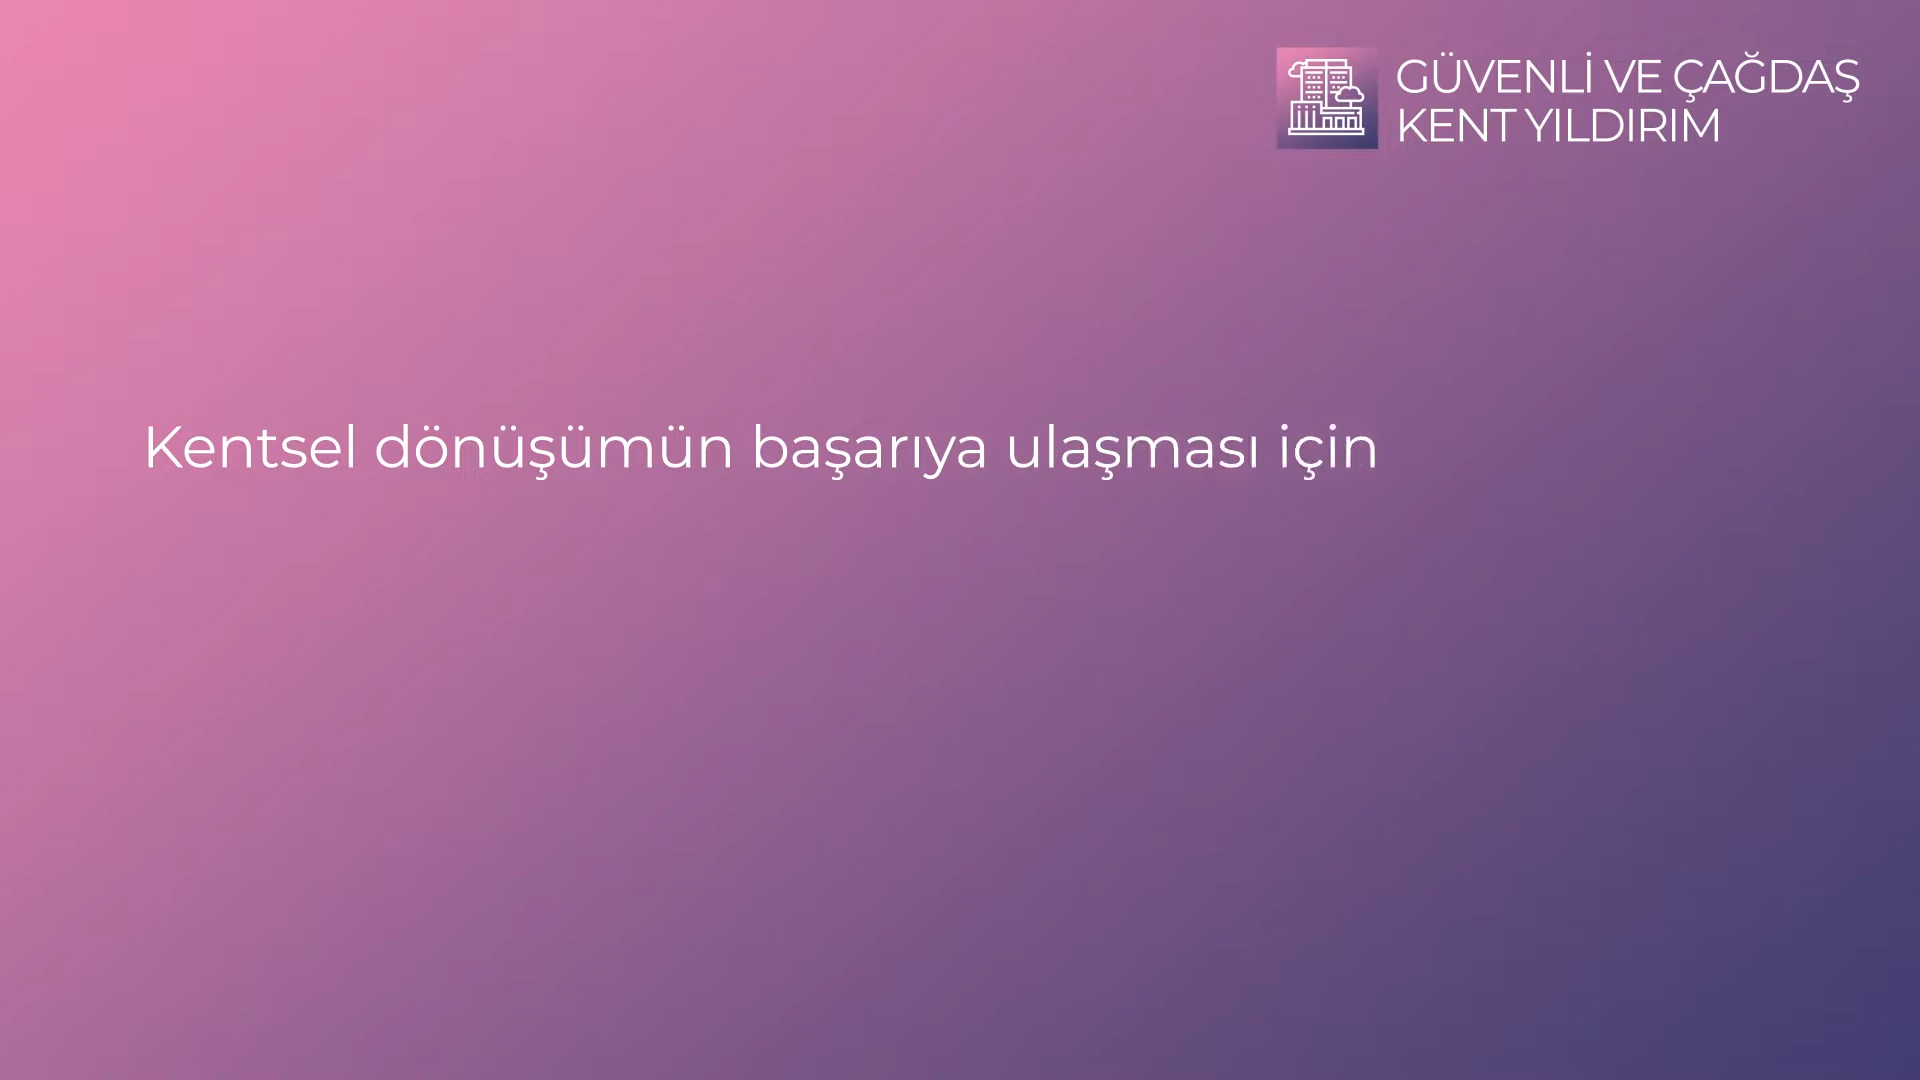 GÜVENLİ VE ÇAĞDAŞ
KENT YILDIRIM
Kentsel dönüşümün başarıya ulaşması için